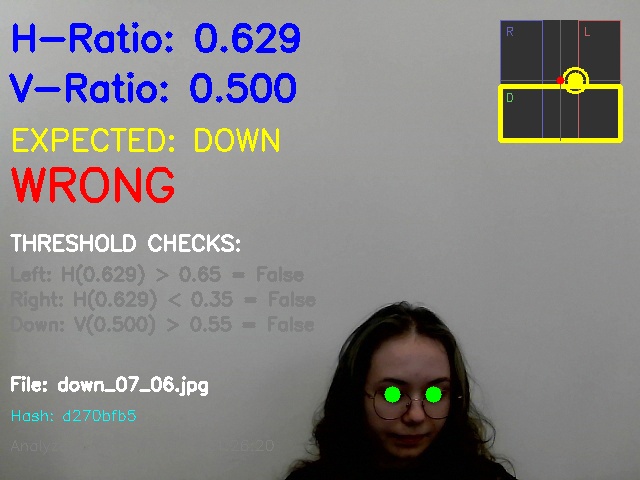 H-Ratio: 0.629
V-Ratio: 0.500
EXPECTED: DOWN
WRONG
THRESHOLD CHECKS:
Left: H(0.629) > 0.65 = False
Right: H(0.629) < 0.35 = False
Down: V(0.500) > 0.55 = False
File: down_07_06.jpg
Hash: d270bfb5
R
L
D